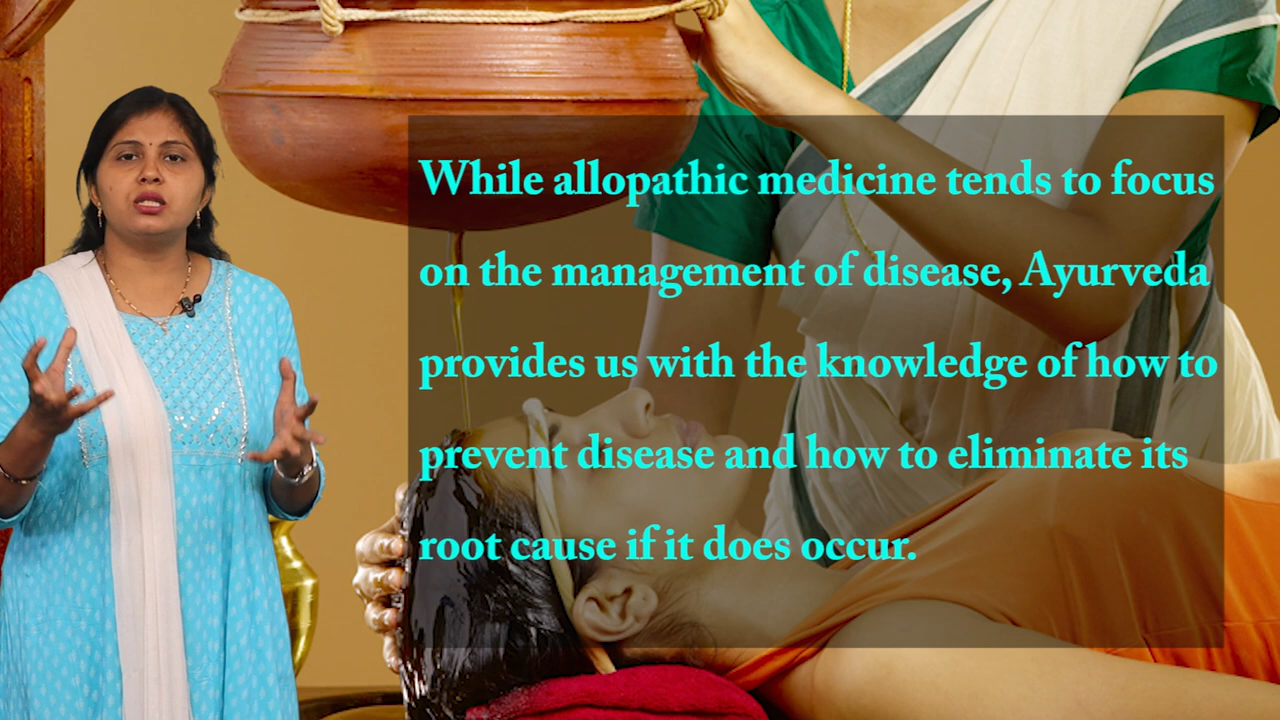 While allopathic medicine tends to focus
on the management of disease, Ayurveda
provides us with the knowledge of how to
prevent disease and how to eliminate its
root cause if it does occur.